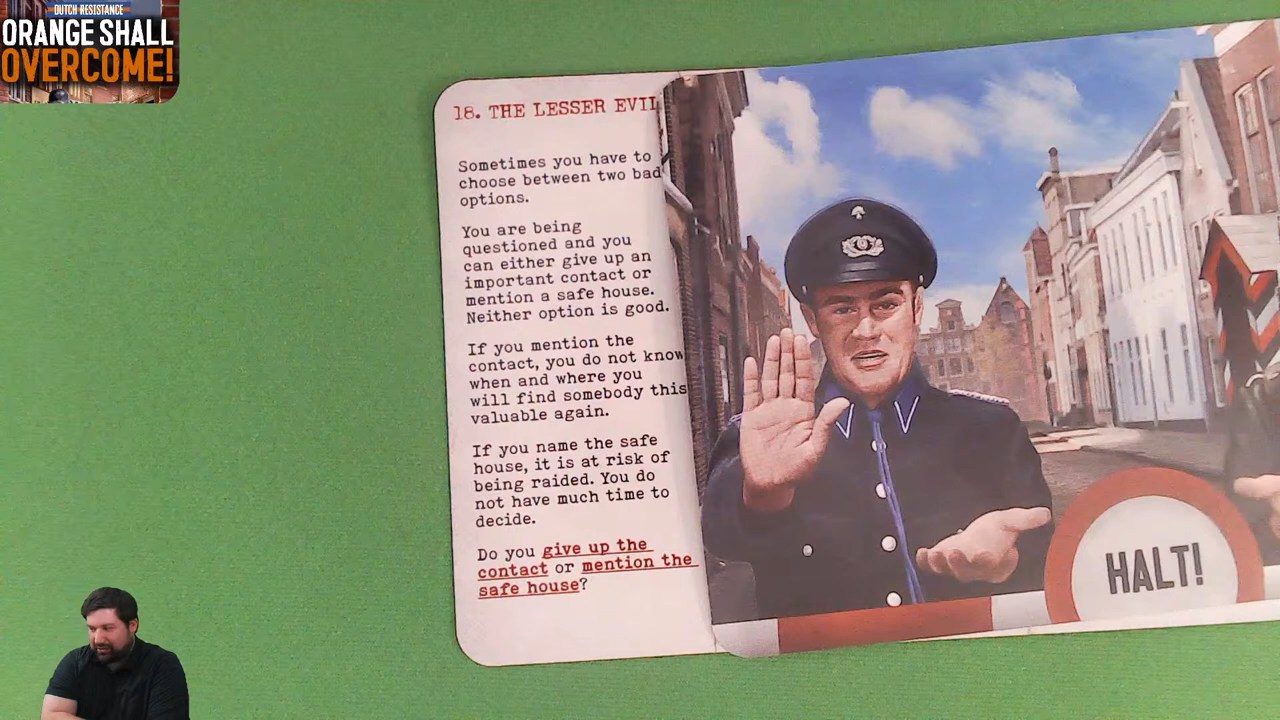 DUTCH RESISTANCE
ORANGE SHALL
OVERCOME!
18. THE LESSER EVIL
Sometimes you have to
choose between two bad
options.
You are being
questioned and you
can either give up an
important contact or
mention a safe house.
Neither option is good.
If you mention the
contact, you do not know
when and where you
will find somebody this
valuable again.
If you name the safe
house, it is at risk of
being raided. You do
not have much time to
decide.
Do you give up the
contact or mention the
safe house?
HALT!